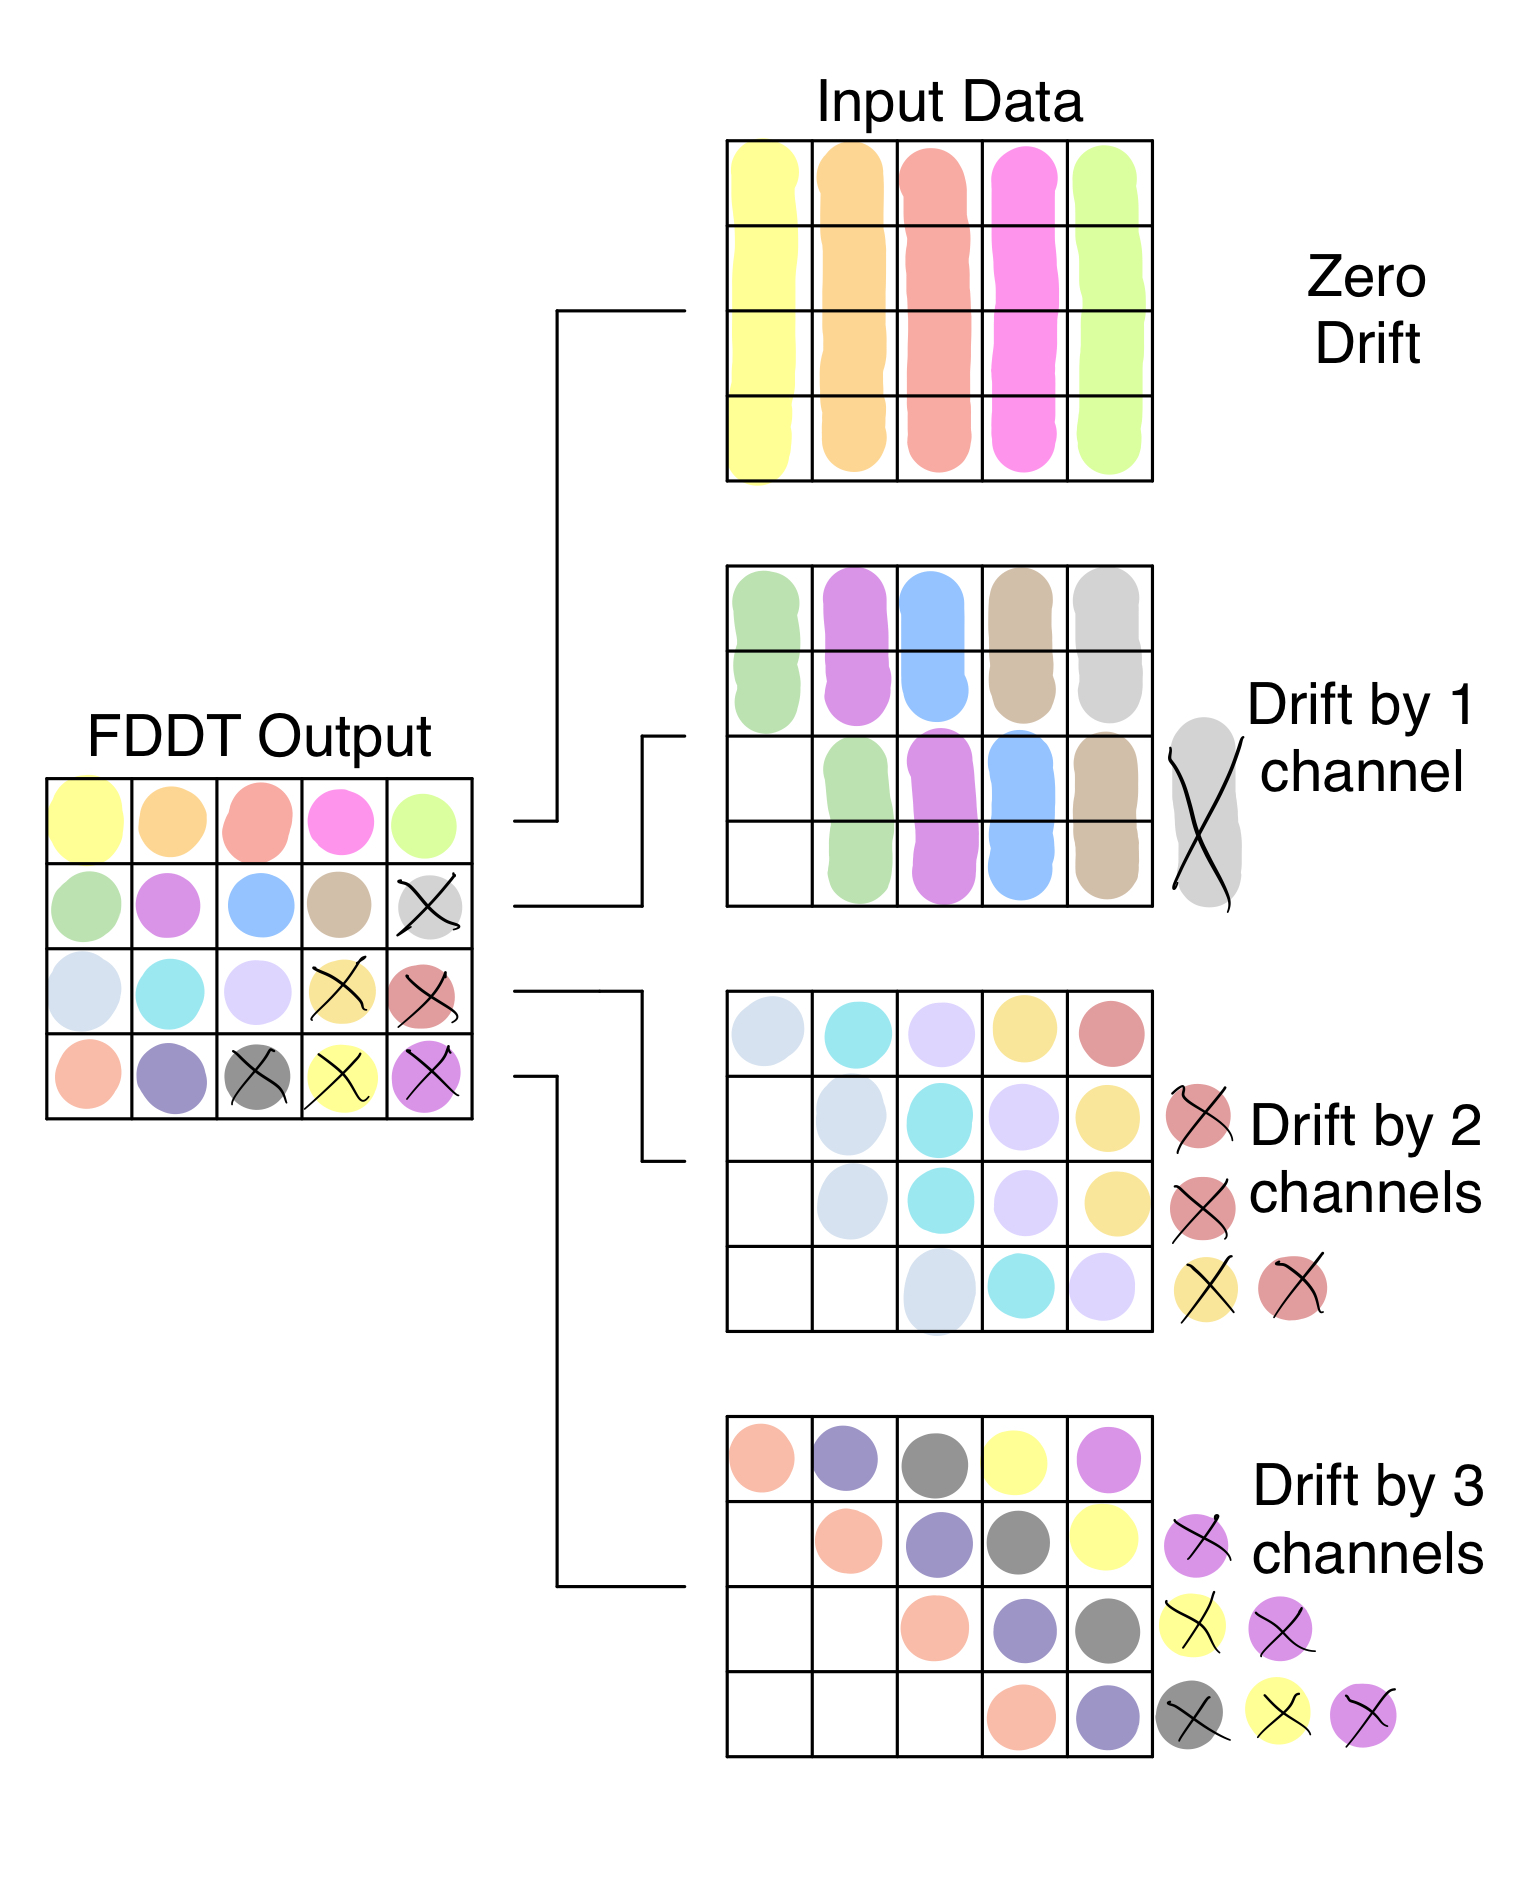 Input Data
Zero
Drift
FDDT Output
Drift by 1
channel
Drift by 2
channels
Drift by 3
channels